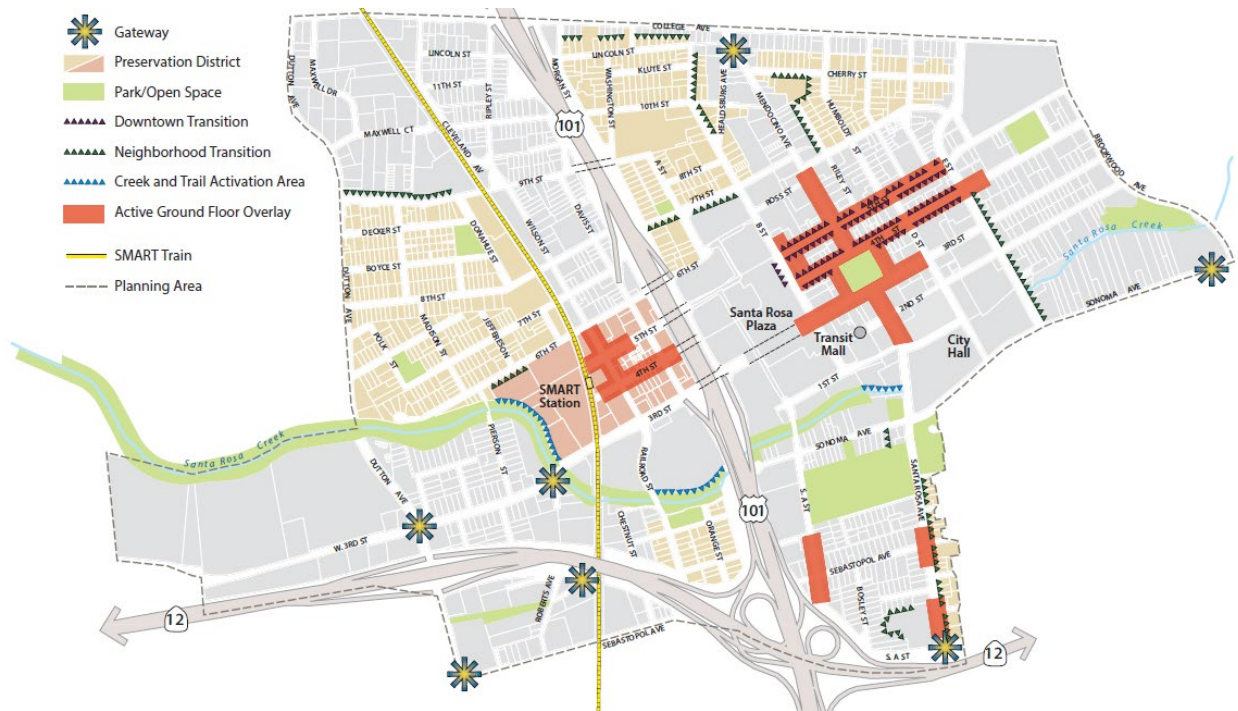 Gateway
Preservation District
Park/Open Space
Downtown Transition
Neighborhood Transition
Creek and Trail Activation Area
Active Ground Floor Overlay
SMART Train
Planning Area
COLLEGE AVE
DUTTON AVE
MAXWELL DR
LINCOLN ST
11TH ST
RIPLEY ST
MAXWELL CT
CLEVELAND AV
MORGAN ST
WASHINGTON ST
LINCOLN ST
KLUTE ST
10TH ST
HEALDSBURG AVE
MENDOCINO AVE
CHERRY ST
HUMBOLDT ST
101
9TH ST
A ST
8TH ST
7TH ST
ROSS ST
RILEY ST
E ST
BROOKWOOD AVE
B ST
DECKER ST
BOYCE ST
DONAHUE ST
WILSON ST
DAVIS ST
6TH ST
4TH ST
D ST
3RD ST
2ND ST
Santa Rosa Creek
SONOMA AVE
DUTTON AVE
8TH ST
7TH ST
6TH ST
POLK ST
MADISON ST
JEFFERSON
5TH ST
4TH ST
3RD ST
Santa Rosa
Plaza
Transit
Mall
City
Hall
1ST ST
SMART
Station
Santa Rosa Creek
PIERSON ST
DUTTON AVE
RAILROAD ST
SONOMA AVE
SANTA ROSA AVE
S. A ST
101
W. 3RD ST
CHESTNUT ST
ORANGE ST
SEBASTOPOL AVE
BOSLEY ST
ROBERTS AVE
SEBASTOPOL AVE
S. A ST
12
12